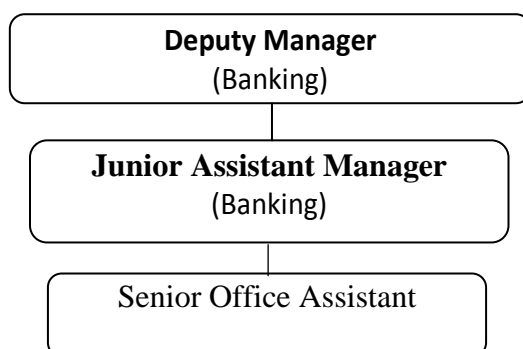 Deputy Manager
(Banking)
Junior Assistant Manager
(Banking)
Senior Office Assistant